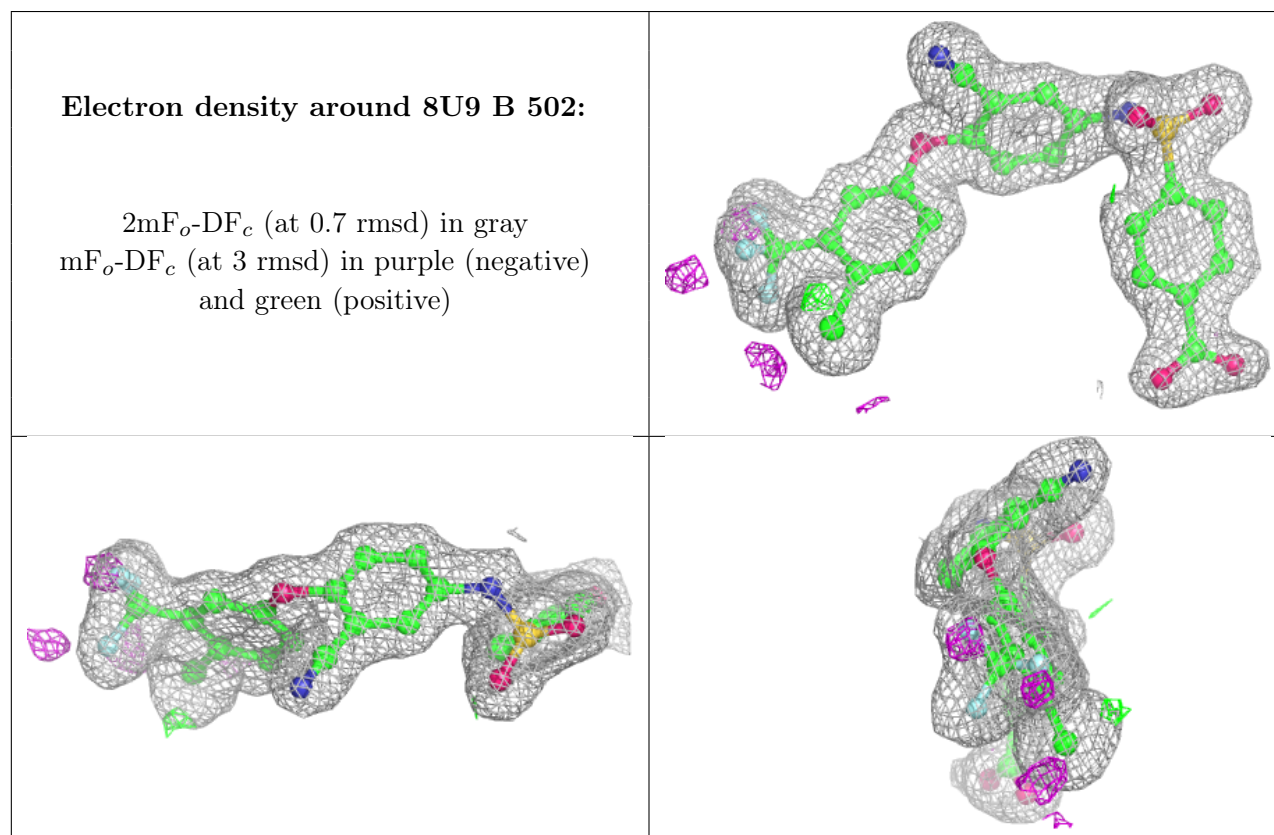 Electron density around 8U9 B 502:
2mFₒ-DF𝒸 (at 0.7 rmsd) in gray
mFₒ-DF𝒸 (at 3 rmsd) in purple (negative)
and green (positive)